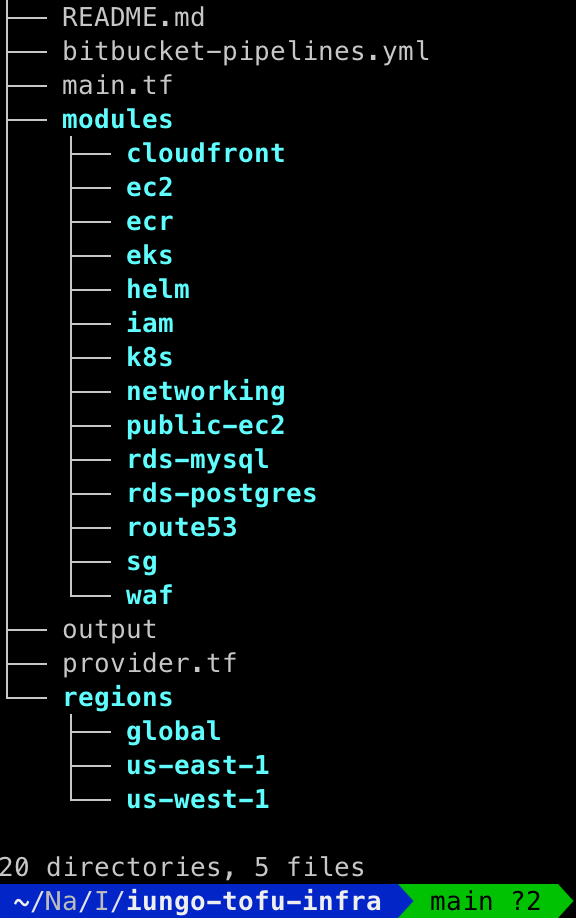 ├── README.md
├── bitbucket-pipelines.yml
├── main.tf
├── modules
│   ├── cloudfront
│   ├── ec2
│   ├── ecr
│   ├── eks
│   ├── helm
│   ├── iam
│   ├── k8s
│   ├── networking
│   ├── public-ec2
│   ├── rds-mysql
│   ├── rds-postgres
│   ├── route53
│   ├── sg
│   └── waf
├── output
├── provider.tf
└── regions
    ├── global
    ├── us-east-1
    └── us-west-1
20 directories, 5 files
~/Na/I/iungo-tofu-infra main ?2